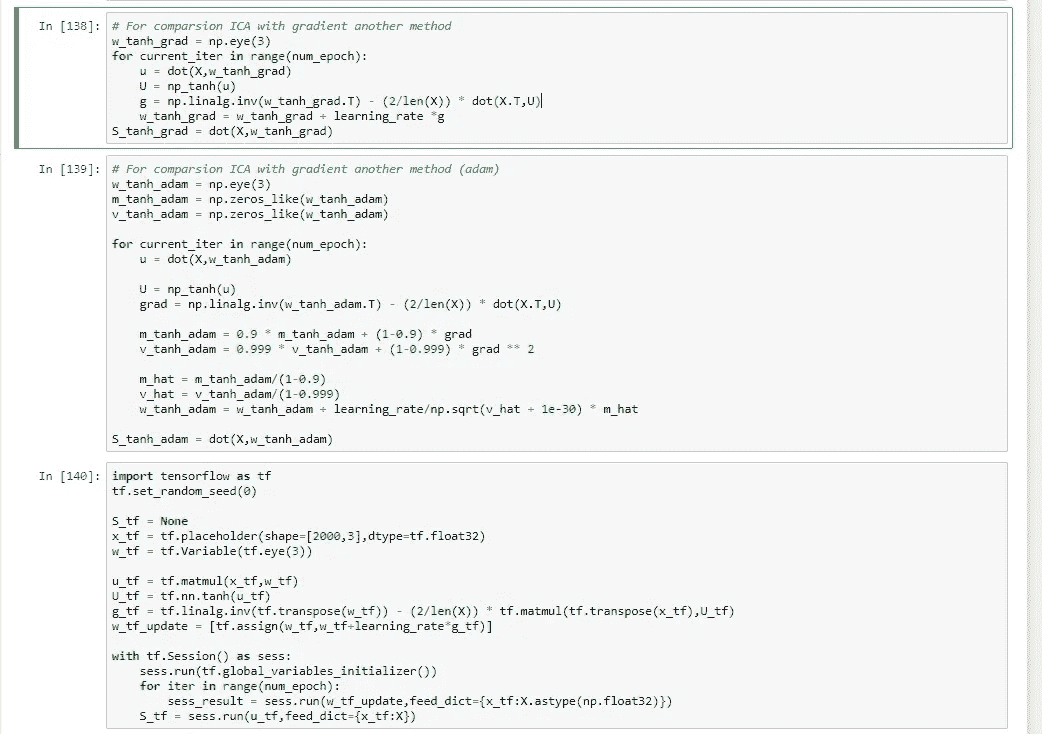 In [138]: # For comparsion ICA with gradient another method
w_tanh_grad = np.eye(3)
for current_iter in range(num_epoch):
    u = dot(X,w_tanh_grad)
    U = np_tanh(u)
    g = np.linalg.inv(w_tanh_grad.T) - (2/len(X)) * dot(X.T,U)
    w_tanh_grad = w_tanh_grad + learning_rate *g
S_tanh_grad = dot(X,w_tanh_grad)
In [139]: # For comparsion ICA with gradient another method (adam)
w_tanh_adam = np.eye(3)
m_tanh_adam = np.zeros_like(w_tanh_adam)
v_tanh_adam = np.zeros_like(w_tanh_adam)
for current_iter in range(num_epoch):
    u = dot(X,w_tanh_adam)
    U = np_tanh(u)
    grad = np.linalg.inv(w_tanh_adam.T) - (2/len(X)) * dot(X.T,U)
    m_tanh_adam = 0.9 * m_tanh_adam + (1-0.9) * grad
    v_tanh_adam = 0.999 * v_tanh_adam + (1-0.999) * grad ** 2
    m_hat = m_tanh_adam/(1-0.9)
    v_hat = v_tanh_adam/(1-0.999)
    w_tanh_adam = w_tanh_adam + learning_rate/np.sqrt(v_hat + 1e-30) * m_hat
S_tanh_adam = dot(X,w_tanh_adam)
In [140]: import tensorflow as tf
tf.set_random_seed(0)
S_tf = None
x_tf = tf.placeholder(shape=[2000,3],dtype=tf.float32)
w_tf = tf.Variable(tf.eye(3))
u_tf = tf.matmul(x_tf,w_tf)
U_tf = tf.nn.tanh(u_tf)
g_tf = tf.linalg.inv(tf.transpose(w_tf)) - (2/len(X)) * tf.matmul(tf.transpose(x_tf),U_tf)
w_tf_update = [tf.assign(w_tf,w_tf+learning_rate*g_tf)]
with tf.Session() as sess:
    sess.run(tf.global_variables_initializer())
    for iter in range(num_epoch):
        sess_result = sess.run(w_tf_update,feed_dict={x_tf:X.astype(np.float32)})
    S_tf = sess.run(u_tf,feed_dict={x_tf:X})